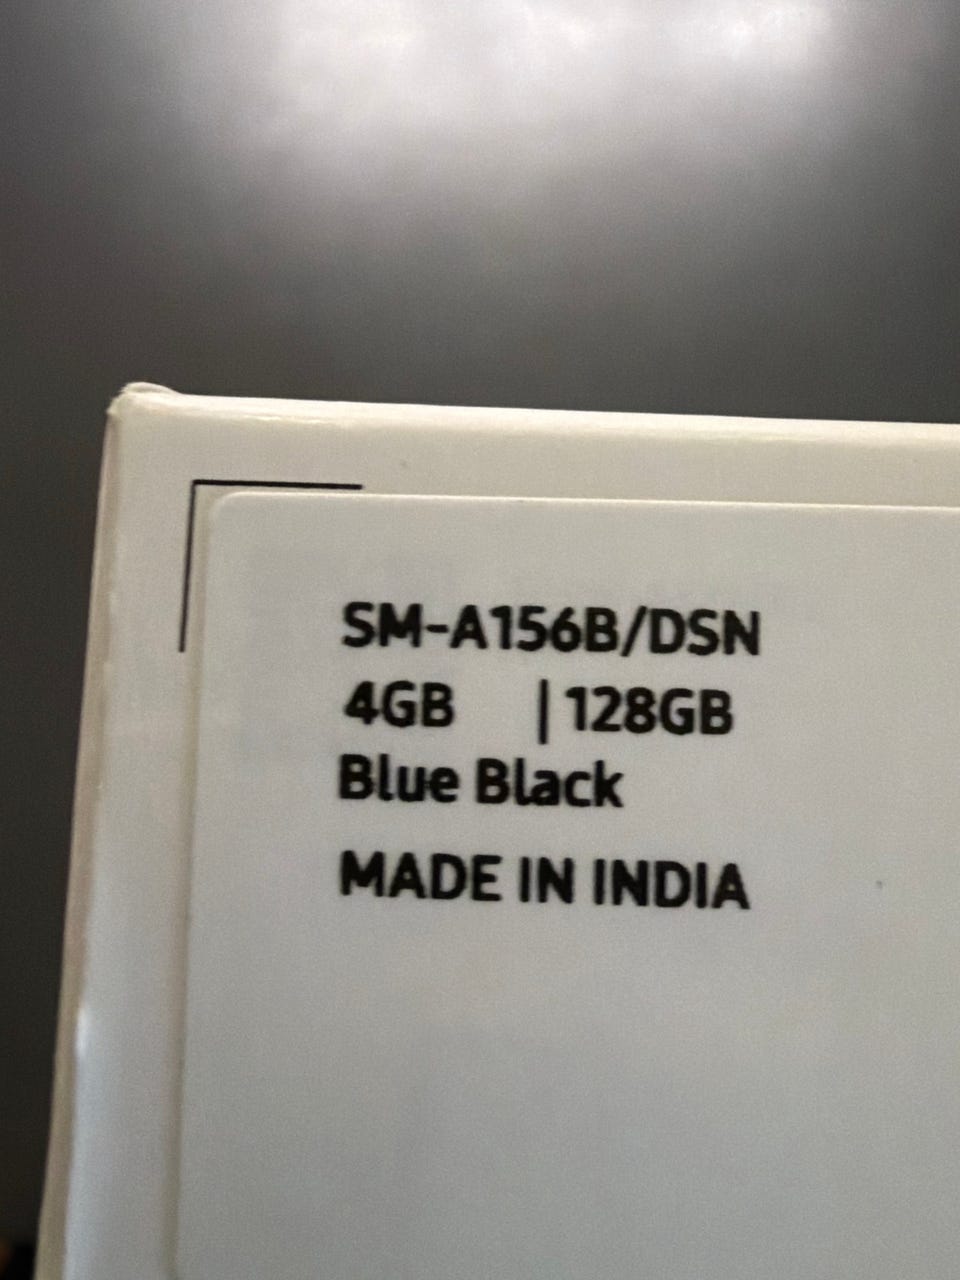 SM-A156B/DSN
4GB | 128GB
Blue Black
MADE IN INDIA